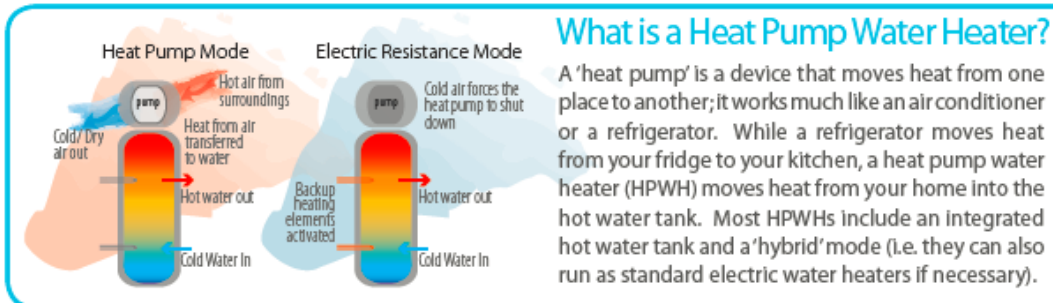 Heat Pump Mode
pump
Hot air from
surroundings
Cold/Dry
air out
Heat from air
transferred
to water
Hot water out
Cold Water In
Electric Resistance Mode
pump
Cold air forces the
heat pump to shut
down
Backup
heating
elements
activated
Hot water out
Cold Water In
What is a Heat Pump Water Heater?
A 'heat pump' is a device that moves heat from one
place to another; it works much like an air conditioner
or a refrigerator. While a refrigerator moves heat
from your fridge to your kitchen, a heat pump water
heater (HPWH) moves heat from your home into the
hot water tank. Most HPWHs include an integrated
hot water tank and a 'hybrid' mode (i.e. they can also
run as standard electric water heaters if necessary).